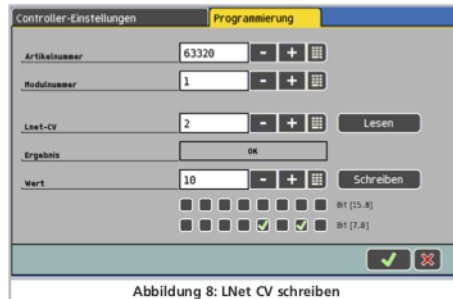 Controller-Einstellungen
Programmierung
Artikelnummer 63320 - +
Modulnummer 1 - +
Lnet-CV 2 - + Lesen
Ergebnis OK
Wert 10 - + Schreiben
Bit [15..8]
Bit [7..0]
Abbildung 8: LNet CV schreiben